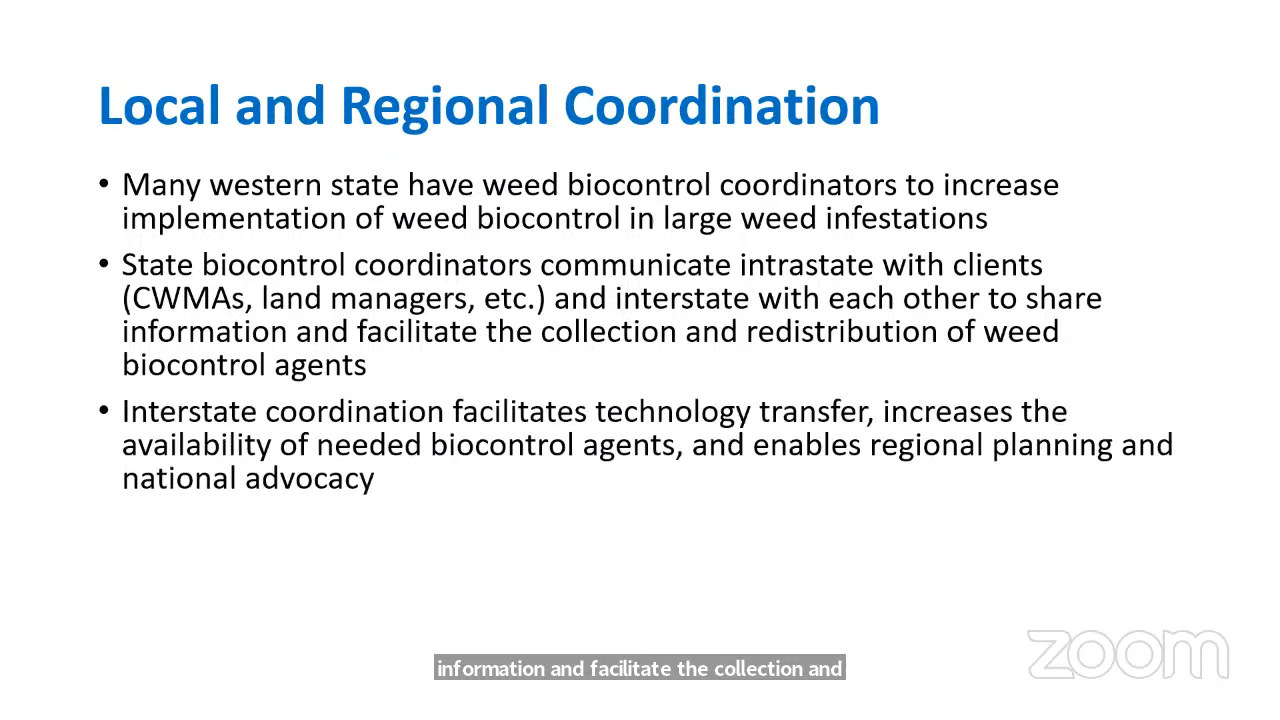 Local and Regional Coordination
• Many western state have weed biocontrol coordinators to increase
implementation of weed biocontrol in large weed infestations
• State biocontrol coordinators communicate intrastate with clients
(CWMAs, land managers, etc.) and interstate with each other to share
information and facilitate the collection and redistribution of weed
biocontrol agents
• Interstate coordination facilitates technology transfer, increases the
availability of needed biocontrol agents, and enables regional planning and
national advocacy
zoom
information and facilitate the collection and